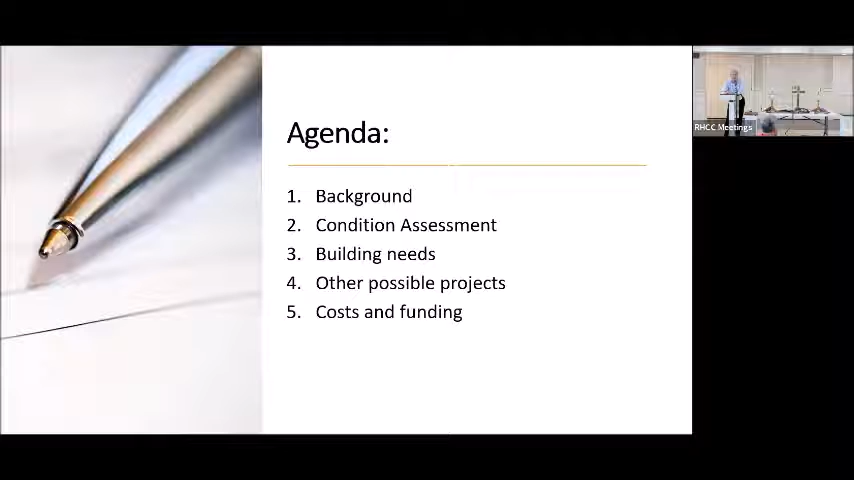 Agenda:
1. Background
2. Condition Assessment
3. Building needs
4. Other possible projects
5. Costs and funding
RHCC Meetings